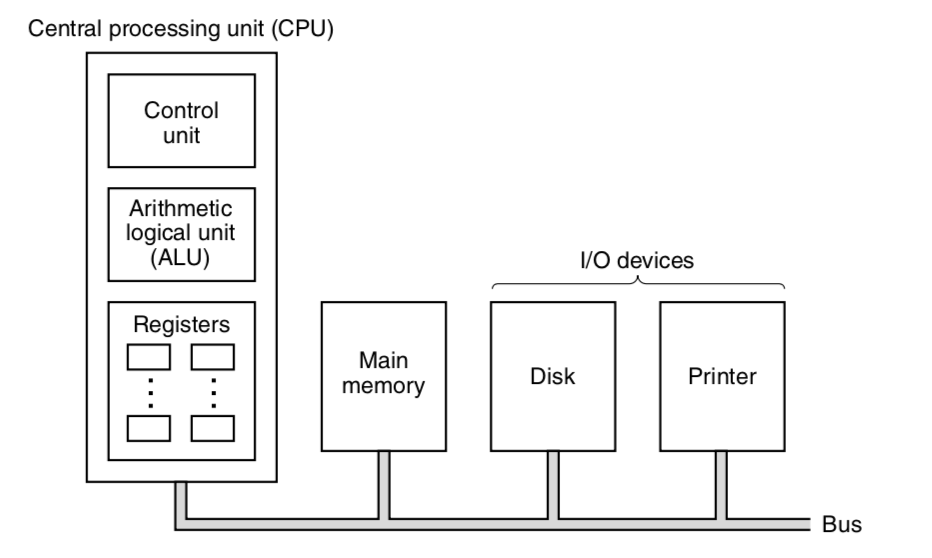 Central processing unit (CPU)
Control
unit
Arithmetic
logical unit
(ALU)
Registers
Main
memory
I/O devices
Disk
Printer
Bus